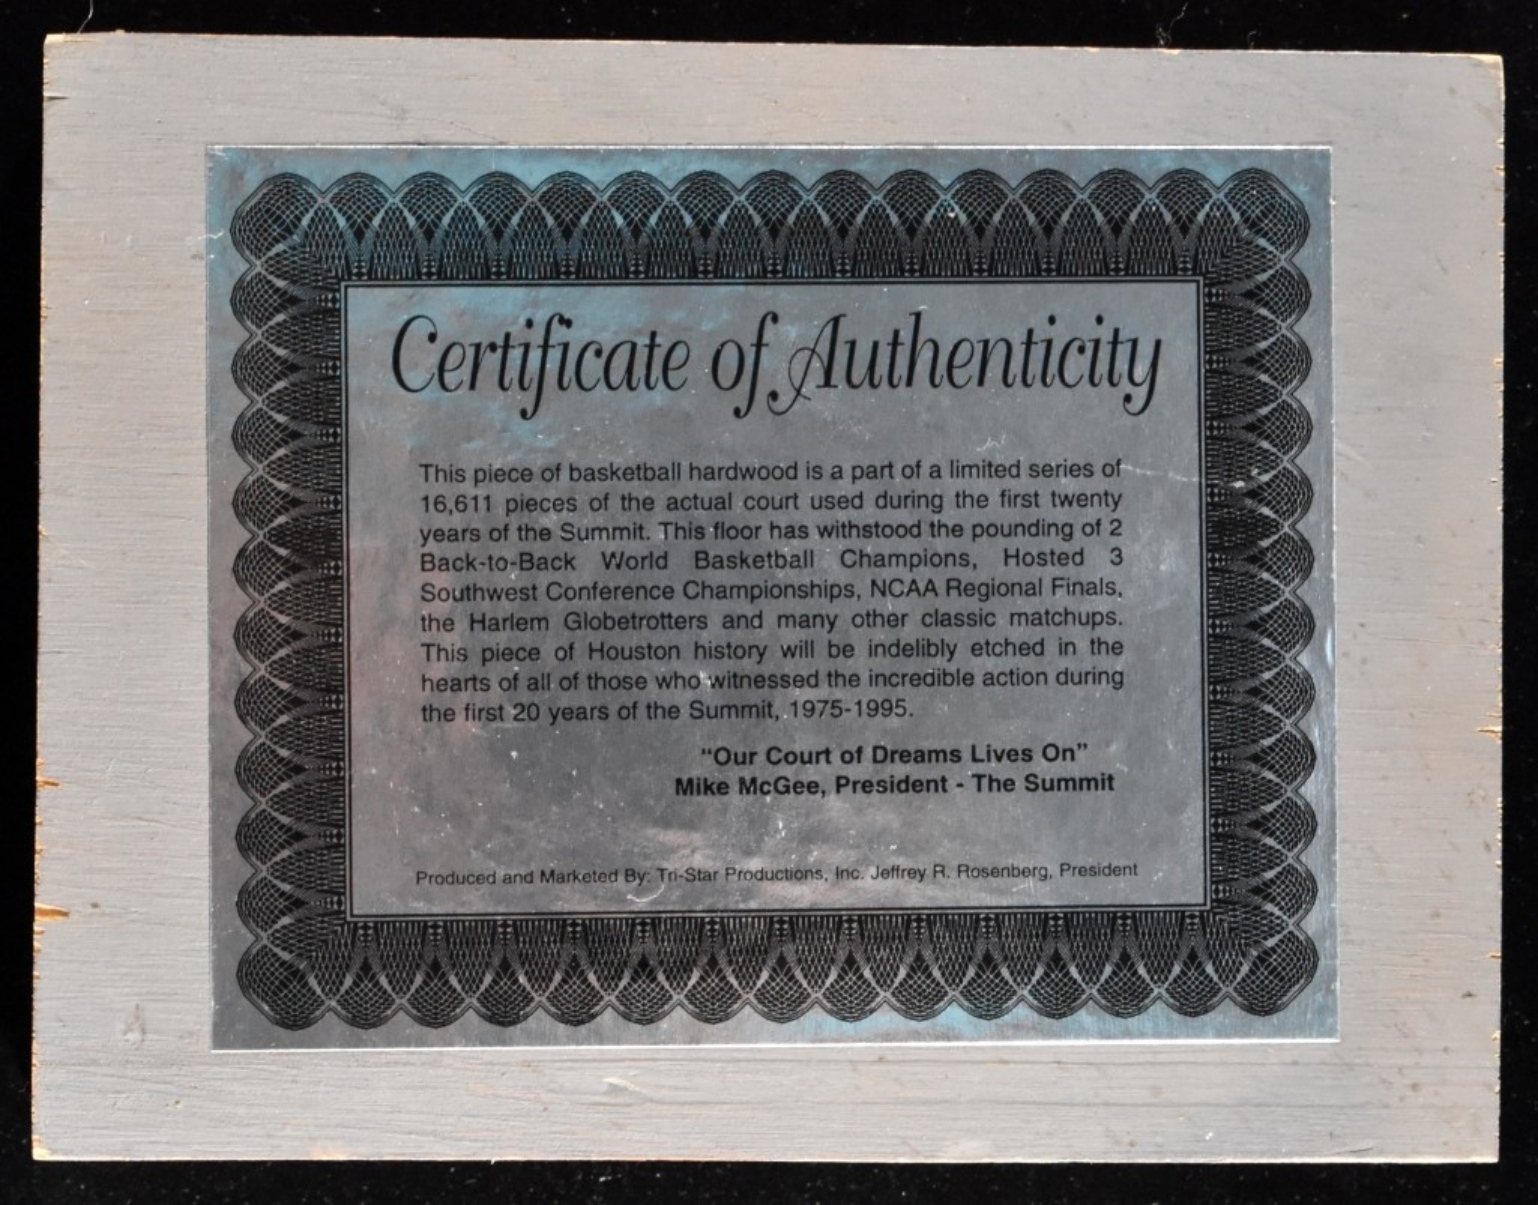 Certificate of Authenticity
This piece of basketball hardwood is a part of a limited series of
16,611 pieces of the actual court used during the first twenty
years of the Summit. This floor has withstood the pounding of 2
Back-to-Back World Basketball Champions, Hosted 3
Southwest Conference Championships, NCAA Regional Finals,
the Harlem Globetrotters and many other classic matchups.
This piece of Houston history will be indelibly etched in the
hearts of all of those who witnessed the incredible action during
the first 20 years of the Summit, 1975-1995.
“Our Court of Dreams Lives On”
Mike McGee, President - The Summit
Produced and Marketed By: Tri-Star Productions, Inc. Jeffrey R. Rosenberg, President